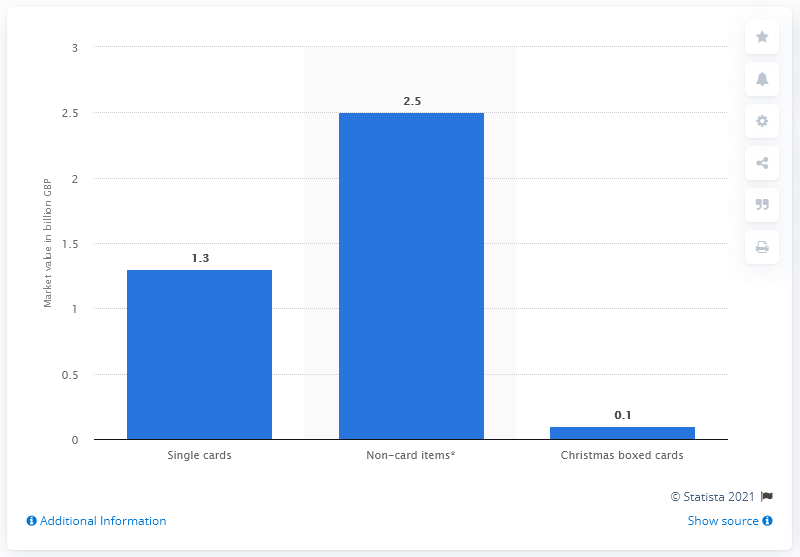 3
2.5
2.5
2
Market value in billion GBP
1.5
1.3
1
0.5
0.1
0
Single cards
Non-card items*
Christmas boxed cards
© Statista 2021
Additional Information
Show source